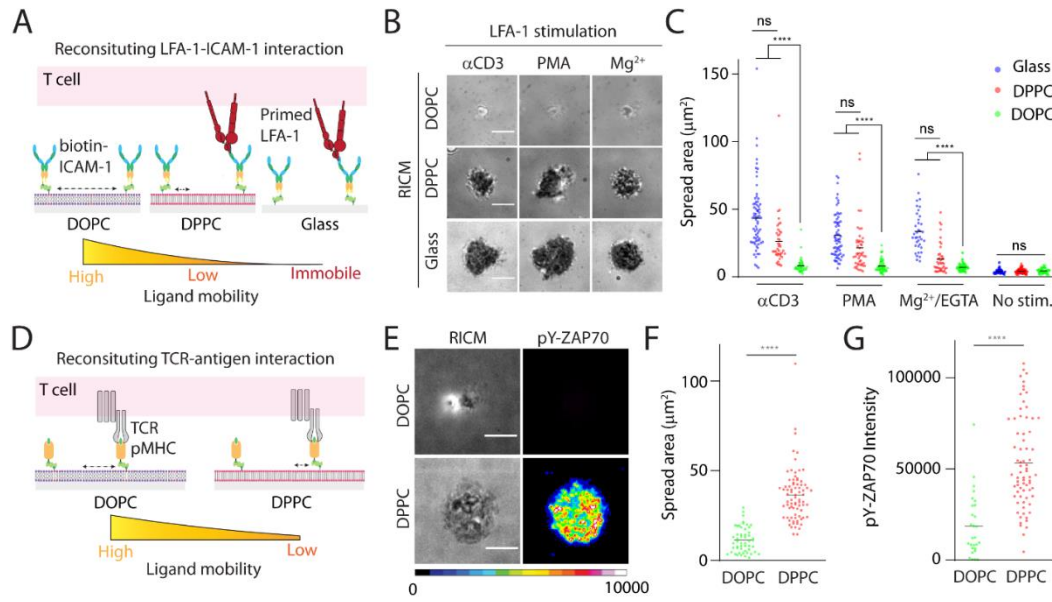 A
Reconsituting LFA-1-ICAM-1 interaction
T cell
Primed
LFA-1
biotin-
ICAM-1
DOPC
DPPC
Glass
High
Low
Immobile
Ligand mobility
B
LFA-1 stimulation
αCD3
PMA
Mg²⁺
RICM
DOPC
DPPC
Glass
C
Spread area (μm²)
150
100
50
0
ns
****
ns
****
ns
****
ns
Glass
DPPC
DOPC
αCD3
PMA
Mg²⁺/EGTA
No stim.
D
Reconsituting TCR-antigen interaction
T cell
TCR
pMHC
DOPC
DPPC
High
Low
Ligand mobility
E
RICM
pY-ZAP70
DOPC
DPPC
0
10000
F
Spread area (μm²)
100
50
0
****
DOPC
DPPC
G
pY-ZAP70 Intensity
100000
50000
0
****
DOPC
DPPC